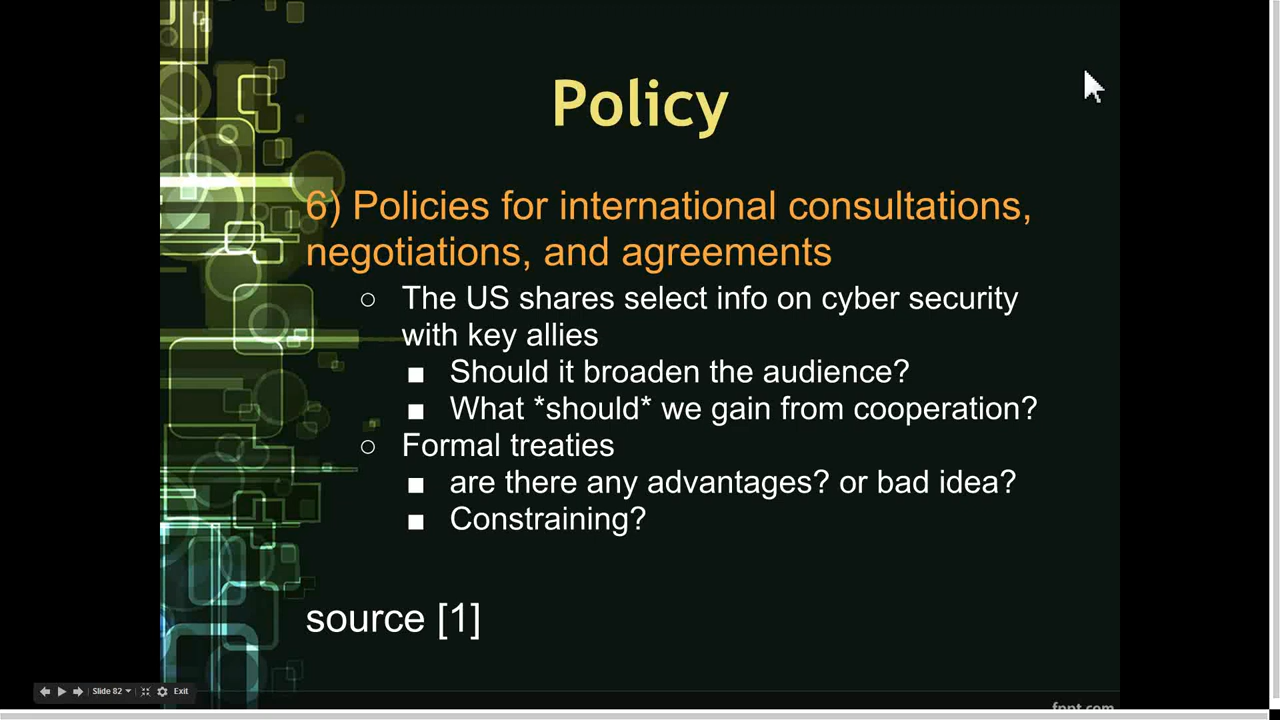 Policy
6) Policies for international consultations,
negotiations, and agreements
○ The US shares select info on cyber security
with key allies
■ Should it broaden the audience?
■ What *should* we gain from cooperation?
○ Formal treaties
■ are there any advantages? or bad idea?
■ Constraining?
source [1]
Slide 82
Exit
fppt.com